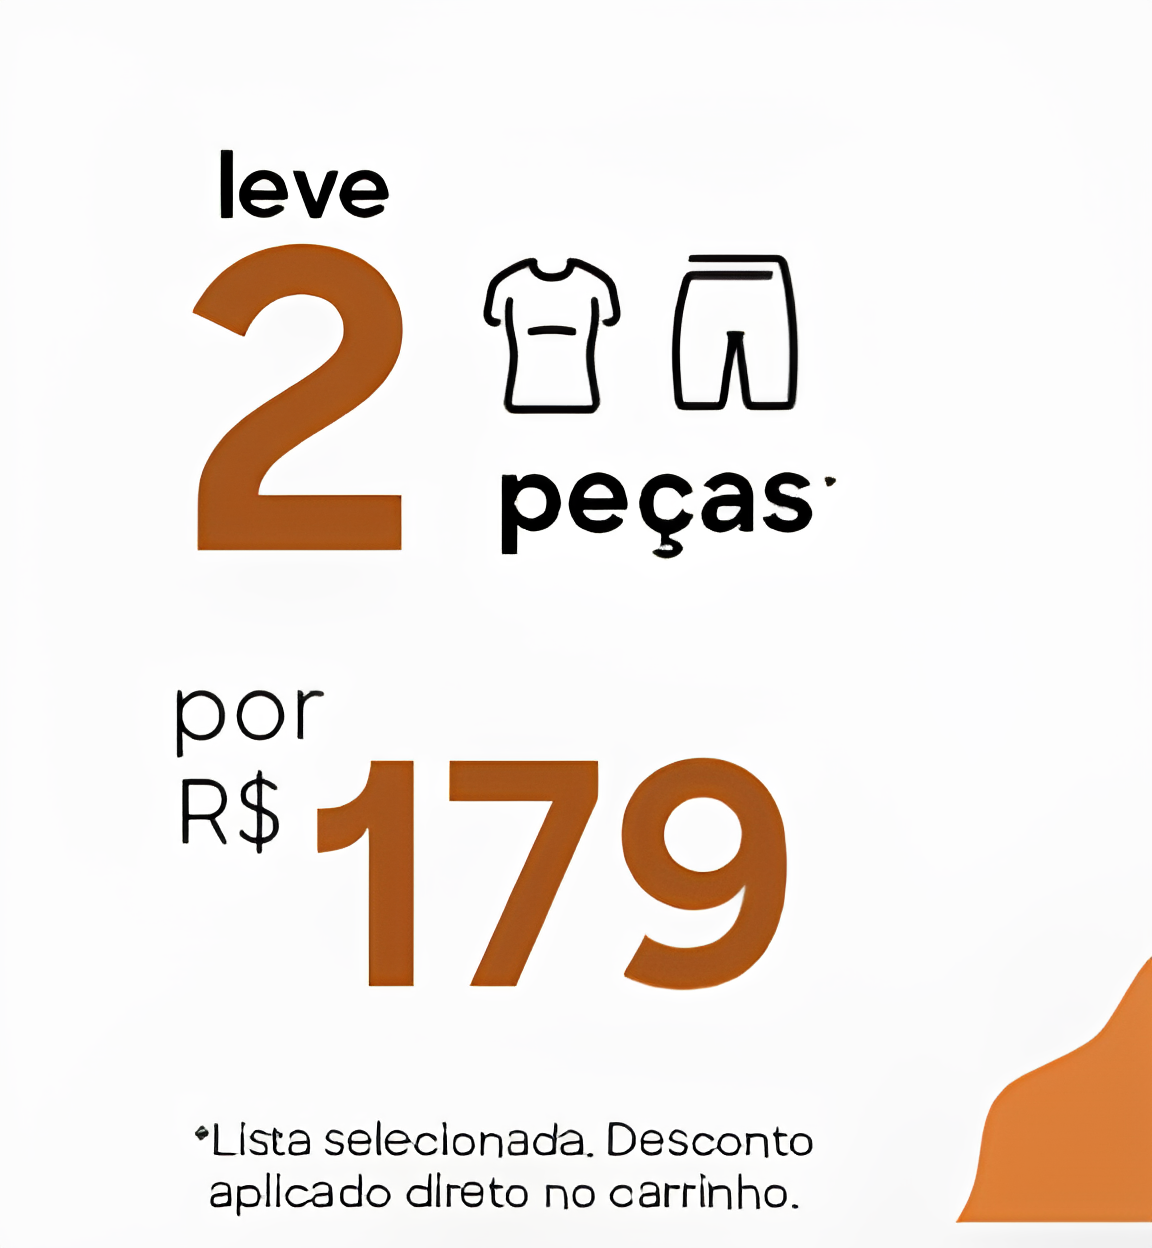 leve
2
peças*
por
R$ 179
*Lista selecionada. Desconto
aplicado direto no carrinho.